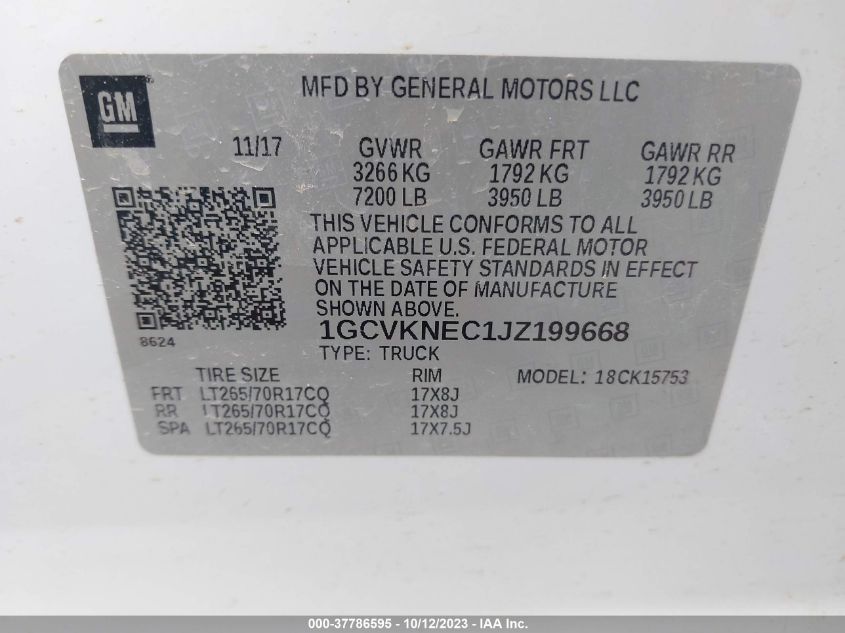 GM
MFD BY GENERAL MOTORS LLC
11/17 GVWR GAWR FRT GAWR RR
3266 KG 1792 KG 1792 KG
7200 LB 3950 LB 3950 LB
THIS VEHICLE CONFORMS TO ALL
APPLICABLE U.S. FEDERAL MOTOR
VEHICLE SAFETY STANDARDS IN EFFECT
ON THE DATE OF MANUFACTURE
SHOWN ABOVE.
8624
1GCVKNEC1JZ199668
TYPE: TRUCK
TIRE SIZE RIM MODEL: 18CK15753
FRT LT265/70R17CQ 17X8J
RR LT265/70R17CQ 17X8J
SPA LT265/70R17CQ 17X7.5J
000-37786595 - 10/12/2023 - IAA Inc.